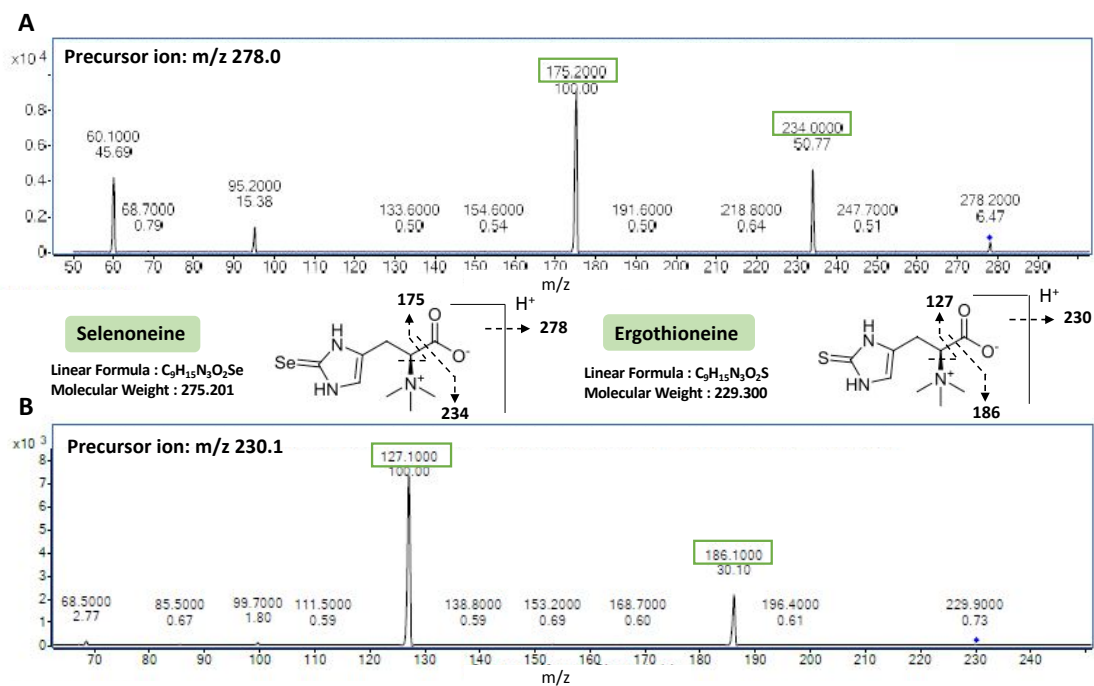 A
x10⁴
Precursor ion: m/z 278.0
175.2000
100.00
234.0000
50.77
60.1000
45.69
95.2000
15.38
68.7000
0.79
133.6000
0.50
154.6000
0.54
191.6000
0.50
218.8000
0.64
247.7000
0.51
278.2000
6.47
0.8-
0.6-
0.4-
0.2-
0-
50 60 70 80 90 100 110 120 130 140 150 160 170 180 190 200 210 220 230 240 250 260 270 280 290
m/z
Selenoneine
Linear Formula : C₉H₁₅N₃O₂Se
Molecular Weight : 275.201
175
H⁺
278
234
H
N
Se
HN
O
O⁻
N⁺
Ergothioneine
Linear Formula : C₉H₁₅N₃O₂S
Molecular Weight : 229.300
127
H⁺
230
186
H
N
S
HN
O
O⁻
N⁺
B
x10³
Precursor ion: m/z 230.1
127.1000
100.00
186.1000
30.10
68.5000
2.77
85.5000
0.67
99.7000
1.80
111.5000
0.59
138.8000
0.59
153.2000
0.69
168.7000
0.60
196.4000
0.61
229.9000
0.73
8-
7-
6-
5-
4-
3-
2-
1-
0-
70 80 90 100 110 120 130 140 150 160 170 180 190 200 210 220 230 240
m/z